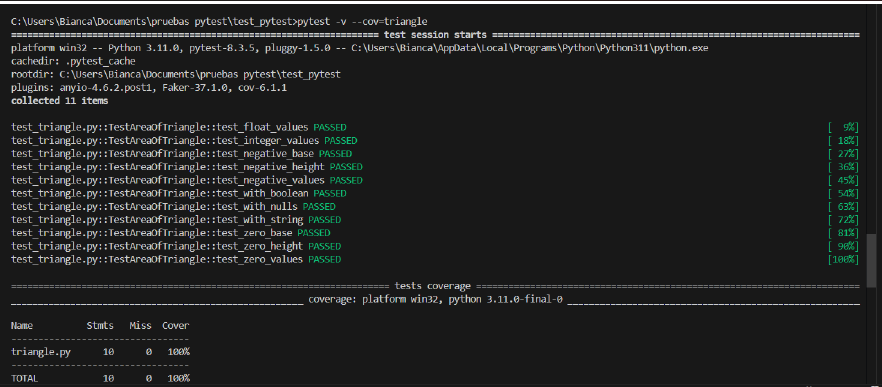 C:\Users\Bianca\Documents\pruebas pytest\test_pytest>pytest -v --cov=triangle
============================= test session starts =============================
platform win32 -- Python 3.11.0, pytest-8.3.5, pluggy-1.5.0 -- C:\Users\Bianca\AppData\Local\Programs\Python\Python311\python.exe
cachedir: .pytest_cache
rootdir: C:\Users\Bianca\Documents\pruebas pytest\test_pytest
plugins: anyio-4.6.2.post1, Faker-37.1.0, cov-6.1.1
collected 11 items
test_triangle.py::TestAreaOfTriangle::test_float_values PASSED [  9%]
test_triangle.py::TestAreaOfTriangle::test_integer_values PASSED [ 18%]
test_triangle.py::TestAreaOfTriangle::test_negative_base PASSED [ 27%]
test_triangle.py::TestAreaOfTriangle::test_negative_height PASSED [ 36%]
test_triangle.py::TestAreaOfTriangle::test_negative_values PASSED [ 45%]
test_triangle.py::TestAreaOfTriangle::test_with_boolean PASSED [ 54%]
test_triangle.py::TestAreaOfTriangle::test_with_nulls PASSED [ 63%]
test_triangle.py::TestAreaOfTriangle::test_with_string PASSED [ 72%]
test_triangle.py::TestAreaOfTriangle::test_zero_base PASSED [ 81%]
test_triangle.py::TestAreaOfTriangle::test_zero_height PASSED [ 90%]
test_triangle.py::TestAreaOfTriangle::test_zero_values PASSED [100%]
=============================== tests coverage ================================
_______________ coverage: platform win32, python 3.11.0-final-0 _______________
Name          Stmts   Miss  Cover
---------------------------------
triangle.py      10      0   100%
---------------------------------
TOTAL            10      0   100%